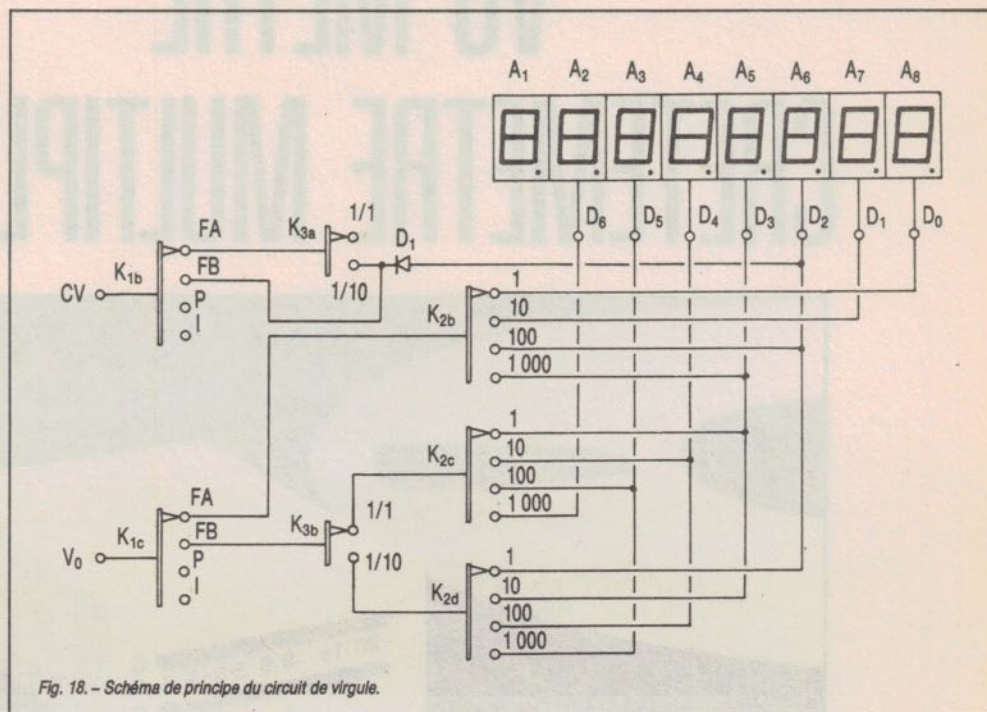 A1 A2 A3 A4 A5 A6 A7 A8
D6 D5 D4 D3 D2 D1 D0
CV K1b FA FB P I
K3a 1/1 1/10 D1
K2b 1 10 100 1 000
K2c 1 10 100 1 000
V0 K1c FA FB P I
K3b 1/1 1/10
K2d 1 10 100 1 000
Fig. 18. – Schéma de principe du circuit de virgule.